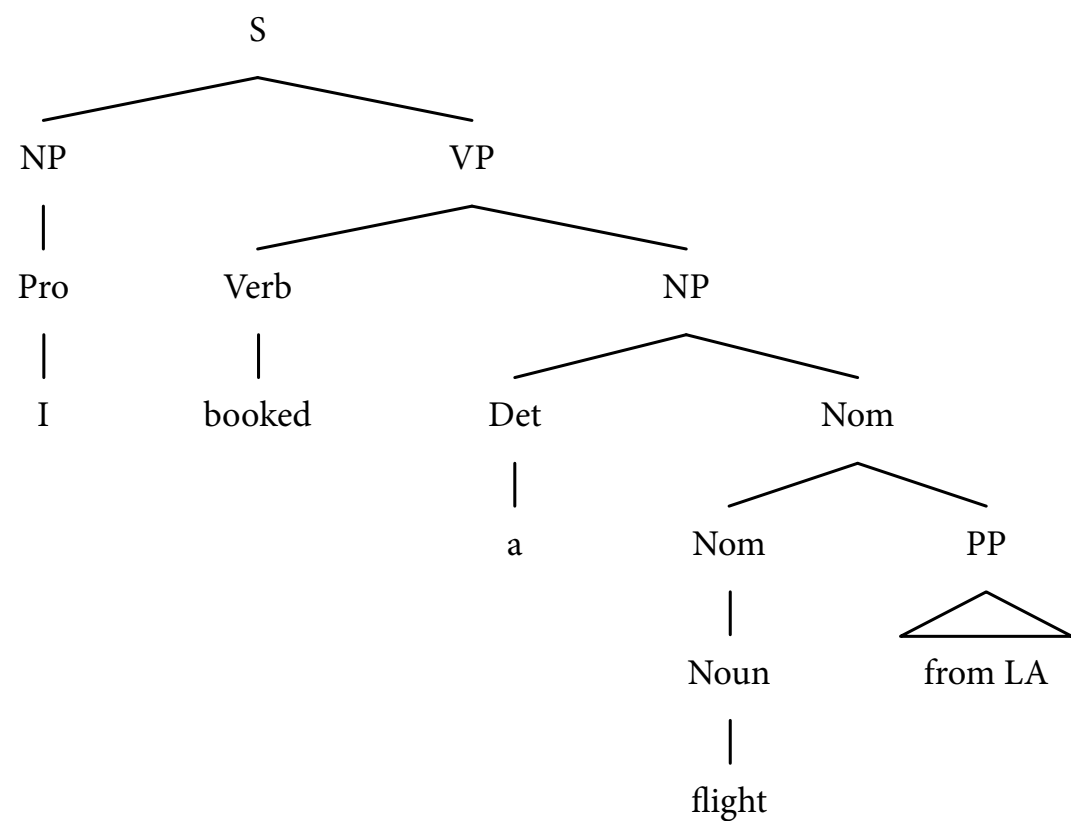 S
NP VP
Pro Verb NP
I booked Det Nom
a Nom PP
Noun from LA
flight